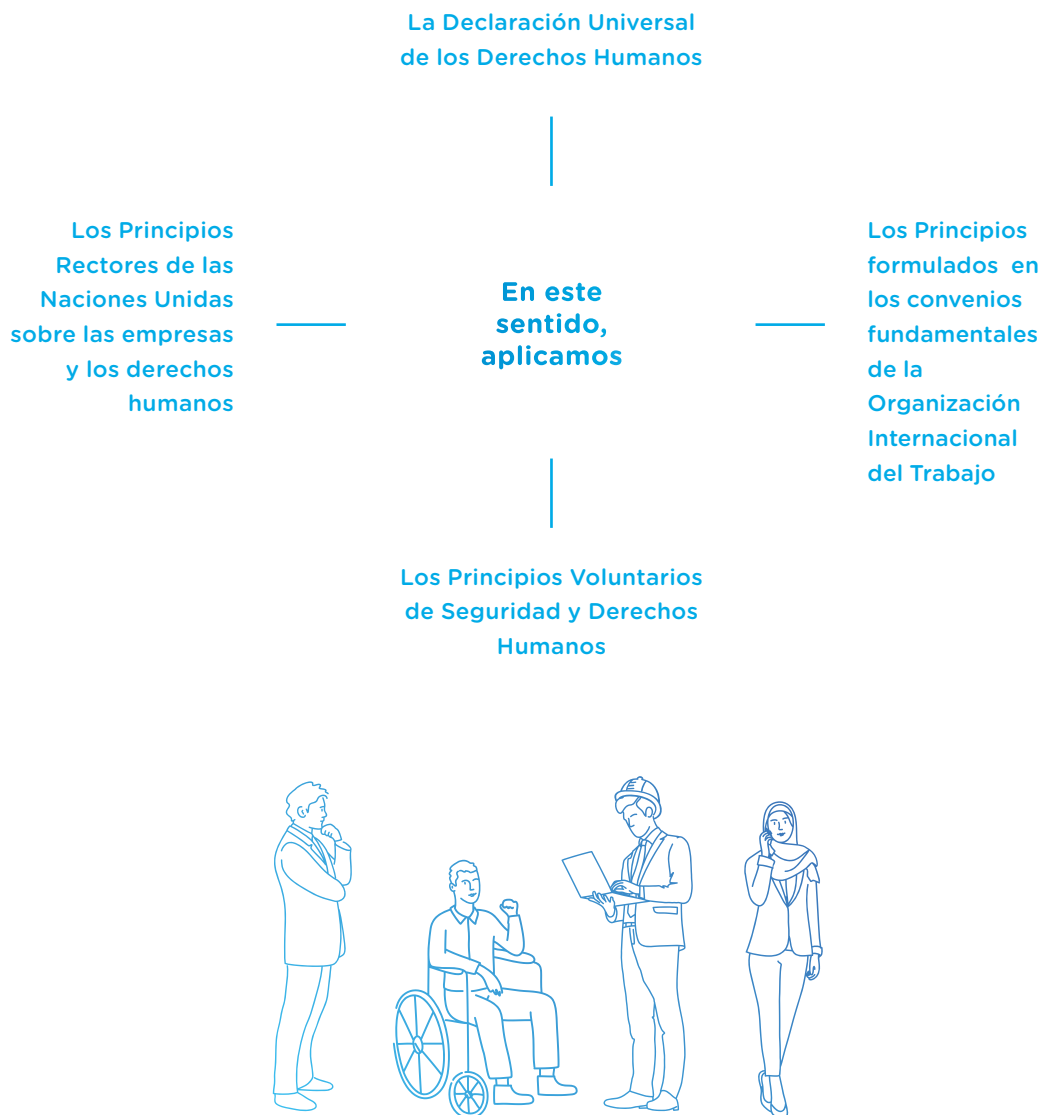 La Declaración Universal
de los Derechos Humanos
Los Principios
Rectores de las
Naciones Unidas
sobre las empresas
y los derechos
humanos
En este
sentido,
aplicamos
Los Principios
formulados en
los convenios
fundamentales
de la
Organización
Internacional
del Trabajo
Los Principios Voluntarios
de Seguridad y Derechos
Humanos